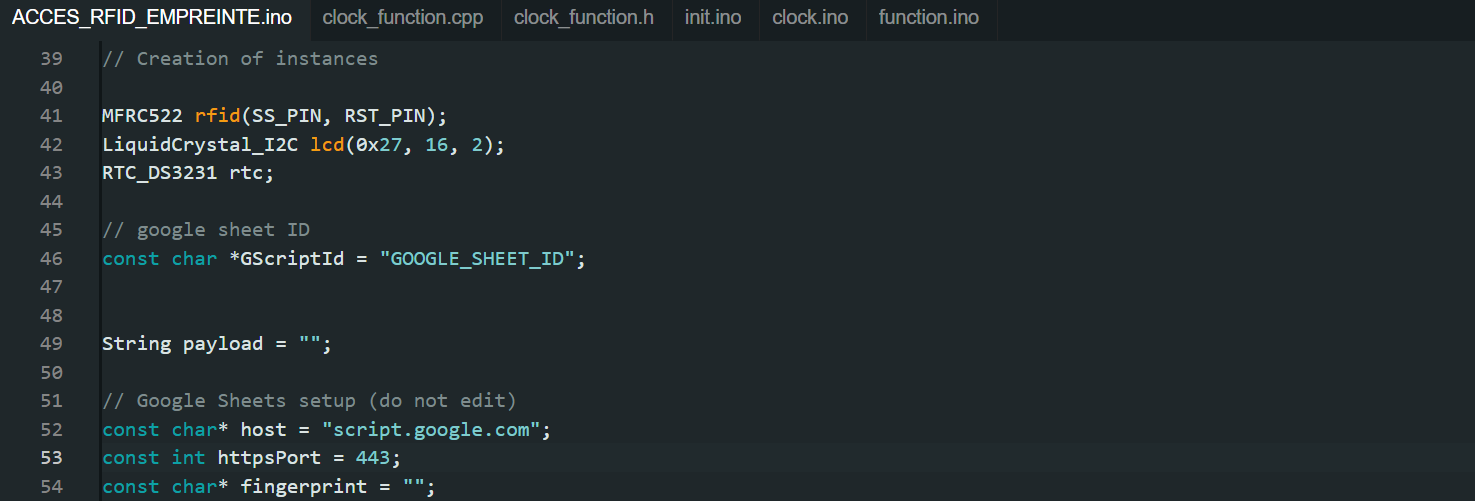 ACCES_RFID_EMPREINTE.ino clock_function.cpp clock_function.h init.ino clock.ino function.ino
39 // Creation of instances
40
41 MFRC522 rfid(SS_PIN, RST_PIN);
42 LiquidCrystal_I2C lcd(0x27, 16, 2);
43 RTC_DS3231 rtc;
44
45 // google sheet ID
46 const char *GScriptId = "GOOGLE_SHEET_ID";
47
48
49 String payload = "";
50
51 // Google Sheets setup (do not edit)
52 const char* host = "script.google.com";
53 const int httpsPort = 443;
54 const char* fingerprint = "";